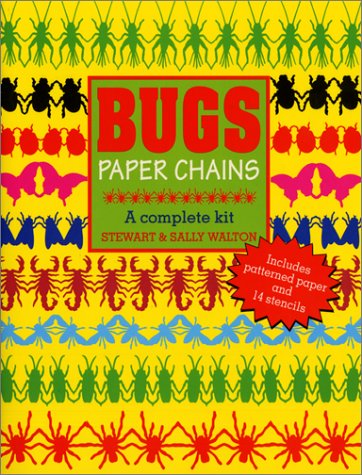 BUGS
PAPER CHAINS
A complete kit
STEWART & SALLY WALTON
Includes
patterned paper
and
14 stencils